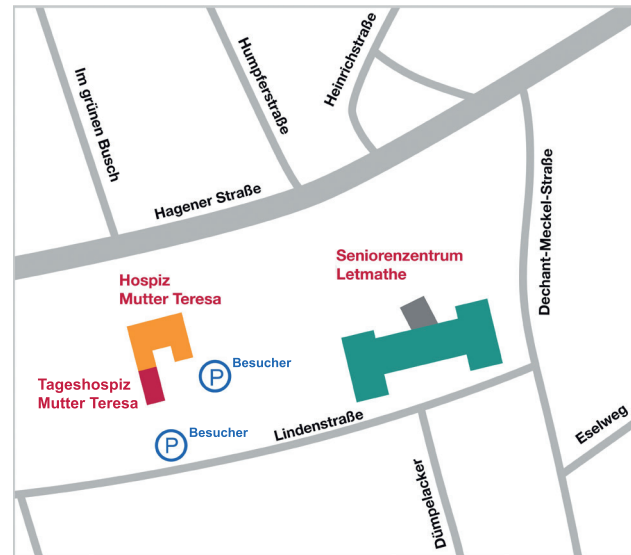 Im grünen Busch
Humpferstraße
Heinrichstraße
Hagener Straße
Dechant-Meckel-Straße
Seniorenzentrum
Letmathe
Hospiz
Mutter Teresa
P
Besucher
Tageshospiz
Mutter Teresa
P
Besucher
Lindenstraße
Eselweg
Dümpelacker